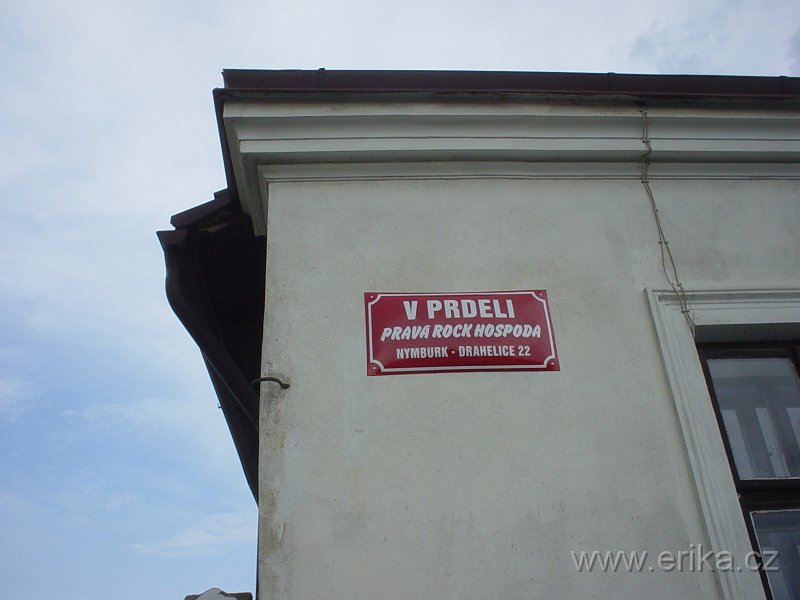 V PRDELI
PRAVÁ ROCK HOSPODA
NYMBURK - DRAHELICE 22
www.erika.cz